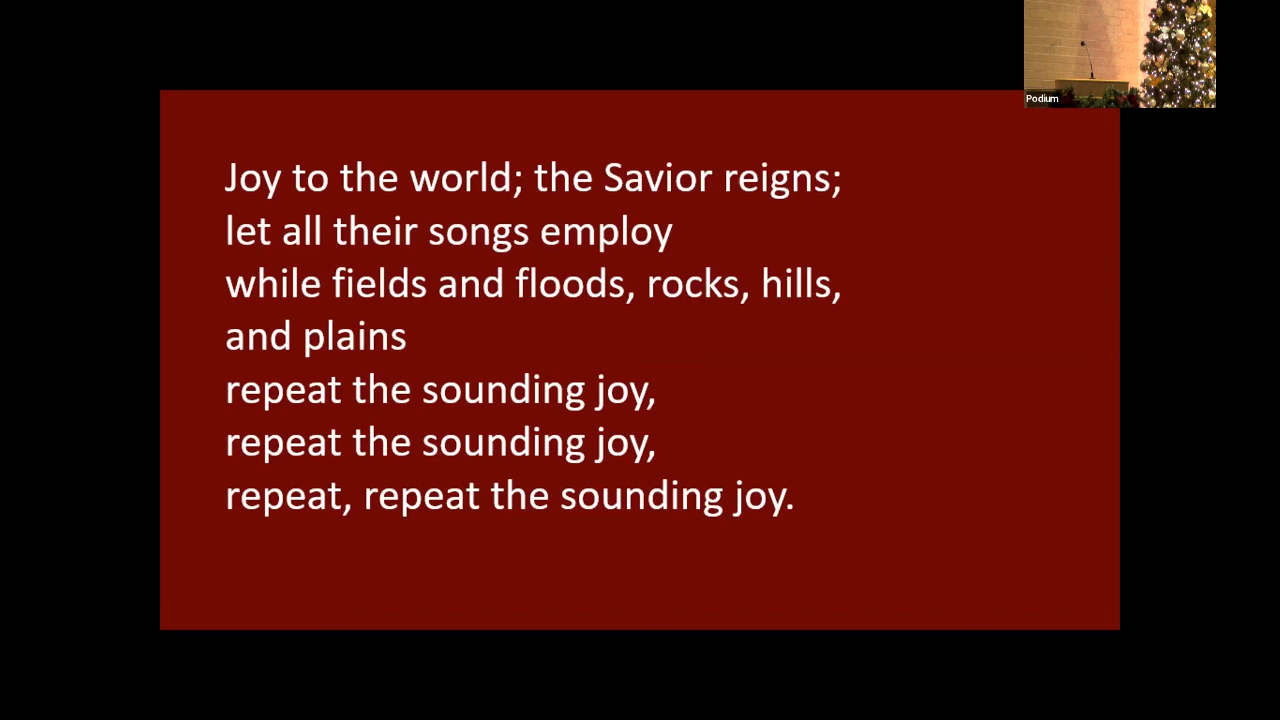 Podium
Joy to the world; the Savior reigns;
let all their songs employ
while fields and floods, rocks, hills,
and plains
repeat the sounding joy,
repeat the sounding joy,
repeat, repeat the sounding joy.